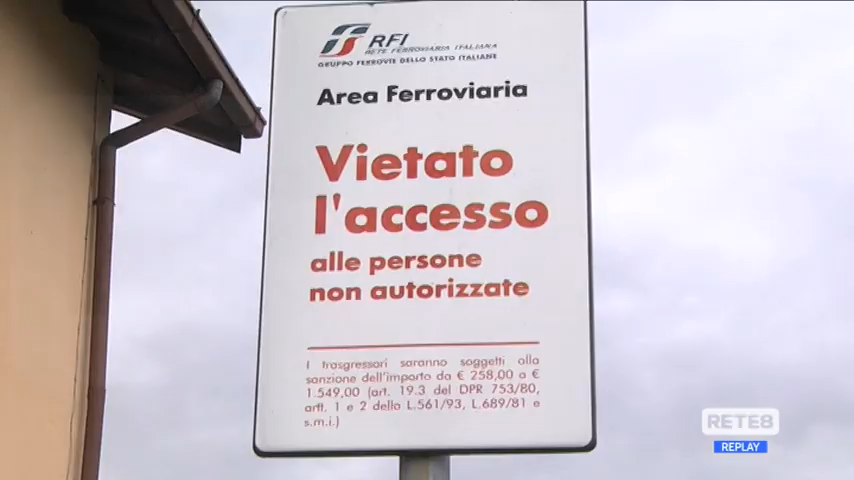 RFI
RETE FERROVIARIA ITALIANA
GRUPPO FERROVIE DELLO STATO ITALIANE
Area Ferroviaria
Vietato
l'accesso
alle persone
non autorizzate
I trasgressori saranno soggetti alla
sanzione dell'importo da € 258,00 a €
1.549,00 (art. 19.3 del DPR 753/80,
artt. 1 e 2 della L.561/93, L.689/81 e
s.m.i.)
RETE8
REPLAY